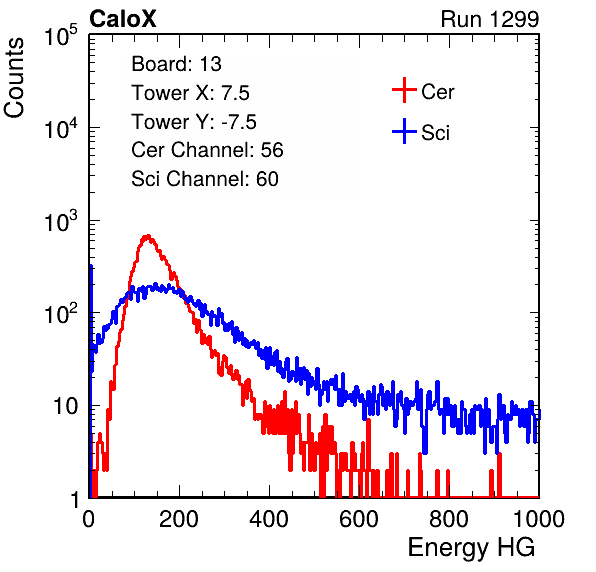 CaloX Run 1299
Counts
Board: 13
Tower X: 7.5
Tower Y: -7.5
Cer Channel: 56
Sci Channel: 60
Cer
Sci
10^5
10^4
10^3
10^2
10
1
0 200 400 600 800 1000
Energy HG